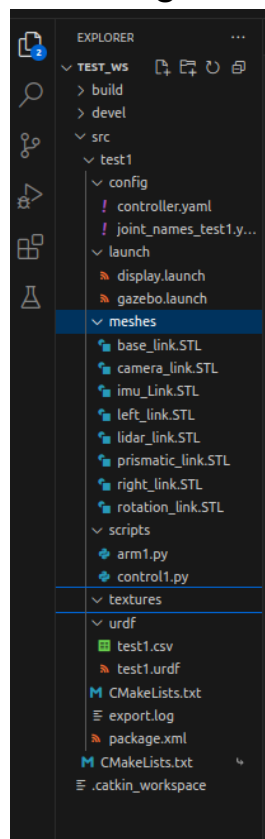 EXPLORER ...
2
TEST_WS
build
devel
src
test1
config
! controller.yaml
! joint_names_test1.y...
launch
display.launch
gazebo.launch
meshes
base_link.STL
camera_link.STL
imu_Link.STL
left_link.STL
lidar_link.STL
prismatic_link.STL
right_link.STL
rotation_link.STL
scripts
arm1.py
control1.py
textures
urdf
test1.csv
test1.urdf
M CMakeLists.txt
export.log
package.xml
M CMakeLists.txt
.catkin_workspace